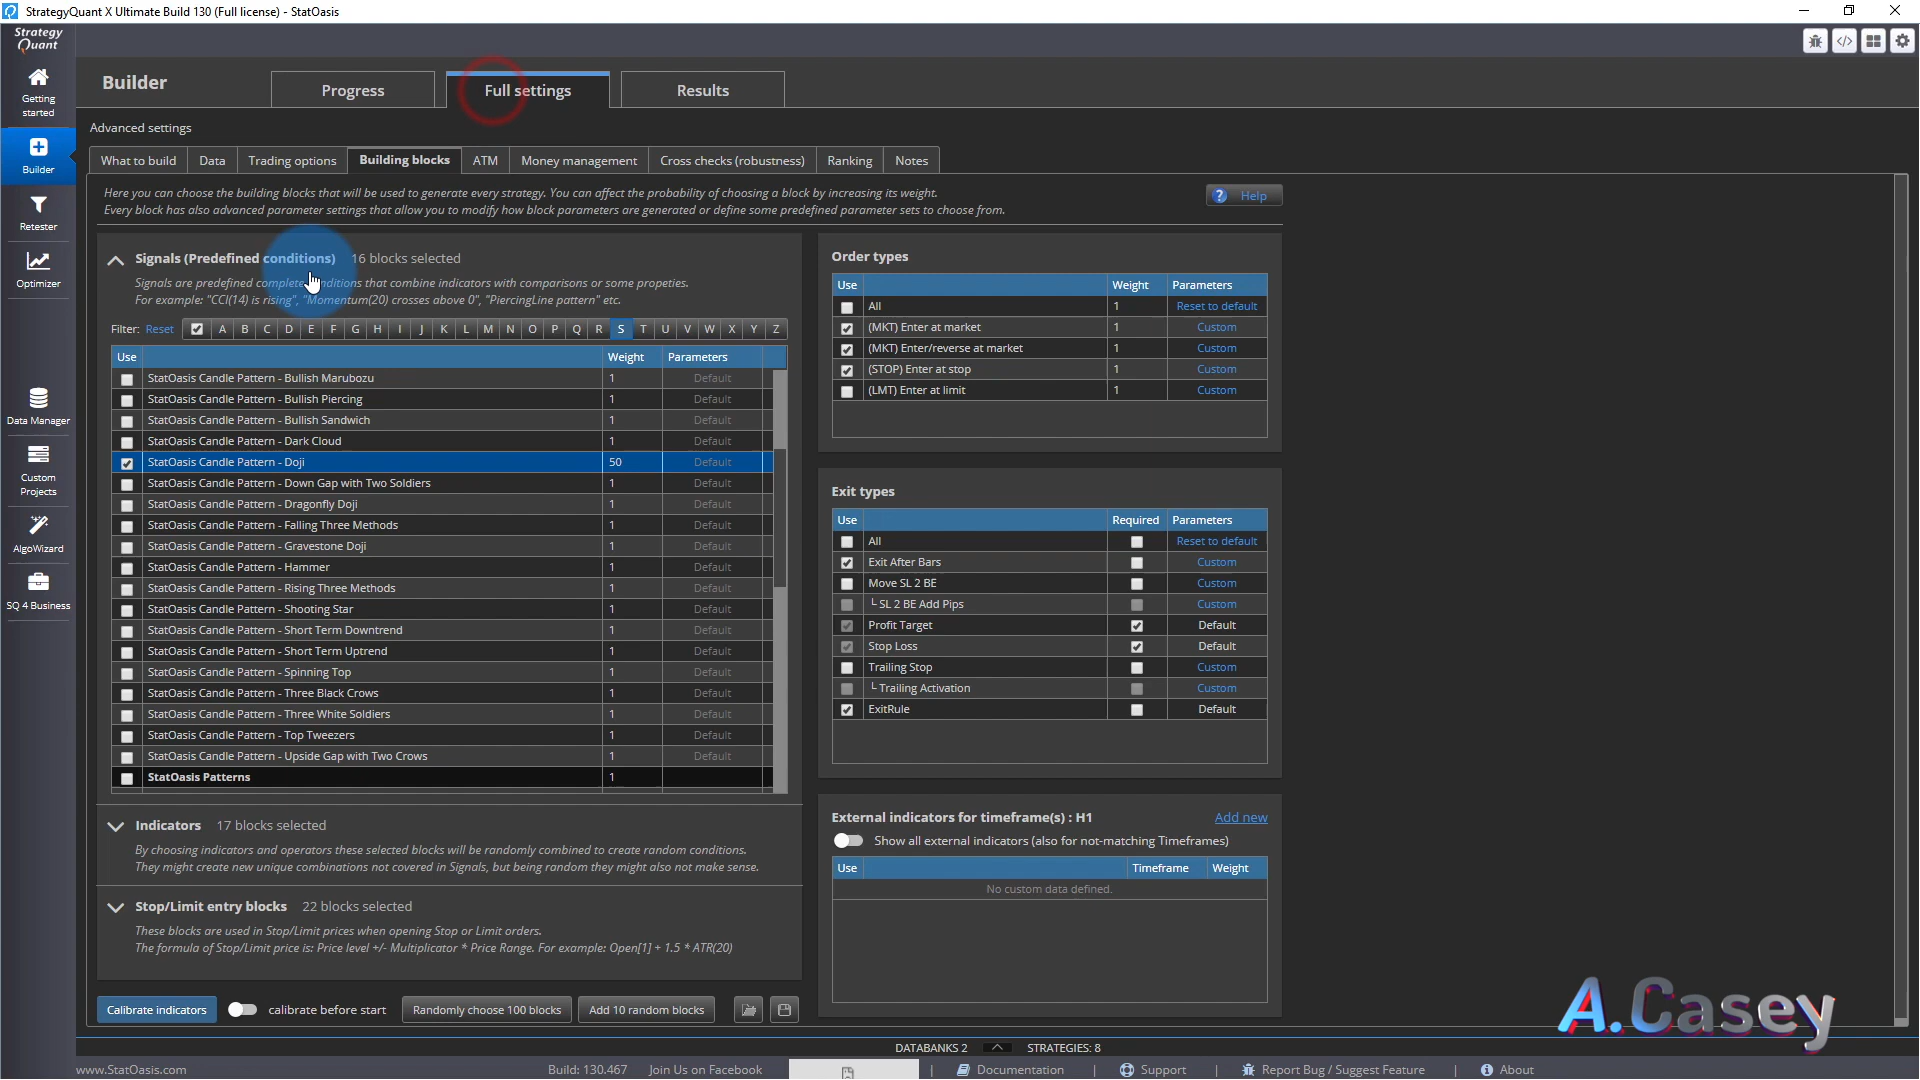 StrategyQuant X Ultimate Build 130 (Full license) - StatOasis
Strategy
Quant
Getting
started
Builder
Retester
Optimizer
Data Manager
Custom
Projects
AlgoWizard
SQ 4 Business
Builder
Progress
Full settings
Results
Advanced settings
What to build
Data
Trading options
Building blocks
ATM
Money management
Cross checks (robustness)
Ranking
Notes
Here you can choose the building blocks that will be used to generate every strategy. You can affect the probability of choosing a block by increasing its weight.
Every block has also advanced parameter settings that allow you to modify how block parameters are generated or define some predefined parameter sets to choose from.
? Help
Signals (Predefined conditions) 16 blocks selected
Signals are predefined complete conditions that combine indicators with comparisons or some propeties.
For example: "CCI(14) is rising", "Momentum(20) crosses above 0", "PiercingLine pattern" etc.
Filter: Reset A B C D E F G H I J K L M N O P Q R S T U V W X Y Z
Use Weight Parameters
StatOasis Candle Pattern - Bullish Marubozu 1 Default
StatOasis Candle Pattern - Bullish Piercing 1 Default
StatOasis Candle Pattern - Bullish Sandwich 1 Default
StatOasis Candle Pattern - Dark Cloud 1 Default
StatOasis Candle Pattern - Doji 50 Default
StatOasis Candle Pattern - Down Gap with Two Soldiers 1 Default
StatOasis Candle Pattern - Dragonfly Doji 1 Default
StatOasis Candle Pattern - Falling Three Methods 1 Default
StatOasis Candle Pattern - Gravestone Doji 1 Default
StatOasis Candle Pattern - Hammer 1 Default
StatOasis Candle Pattern - Rising Three Methods 1 Default
StatOasis Candle Pattern - Shooting Star 1 Default
StatOasis Candle Pattern - Short Term Downtrend 1 Default
StatOasis Candle Pattern - Short Term Uptrend 1 Default
StatOasis Candle Pattern - Spinning Top 1 Default
StatOasis Candle Pattern - Three Black Crows 1 Default
StatOasis Candle Pattern - Three White Soldiers 1 Default
StatOasis Candle Pattern - Top Tweezers 1 Default
StatOasis Candle Pattern - Upside Gap with Two Crows 1 Default
StatOasis Patterns 1
Indicators 17 blocks selected
By choosing indicators and operators these selected blocks will be randomly combined to create random conditions.
They might create new unique combinations not covered in Signals, but being random they might also not make sense.
Stop/Limit entry blocks 22 blocks selected
These blocks are used in Stop/Limit prices when opening Stop or Limit orders.
The formula of Stop/Limit price is: Price level +/- Multiplicator * Price Range. For example: Open[1] + 1.5 * ATR(20)
Calibrate indicators
calibrate before start
Randomly choose 100 blocks
Add 10 random blocks
Order types
Use Weight Parameters
All 1 Reset to default
(MKT) Enter at market 1 Custom
(MKT) Enter/reverse at market 1 Custom
(STOP) Enter at stop 1 Custom
(LMT) Enter at limit 1 Custom
Exit types
Use Required Parameters
All Reset to default
Exit After Bars Custom
Move SL 2 BE Custom
└ SL 2 BE Add Pips Custom
Profit Target Default
Stop Loss Default
Trailing Stop Custom
└ Trailing Activation Custom
ExitRule Default
External indicators for timeframe(s) : H1 Add new
Show all external indicators (also for not-matching Timeframes)
Use Timeframe Weight
No custom data defined.
A.Casey
DATABANKS 2 STRATEGIES: 8
www.StatOasis.com Build: 130.467 Join Us on Facebook | Documentation | Support | Report Bug / Suggest Feature | About